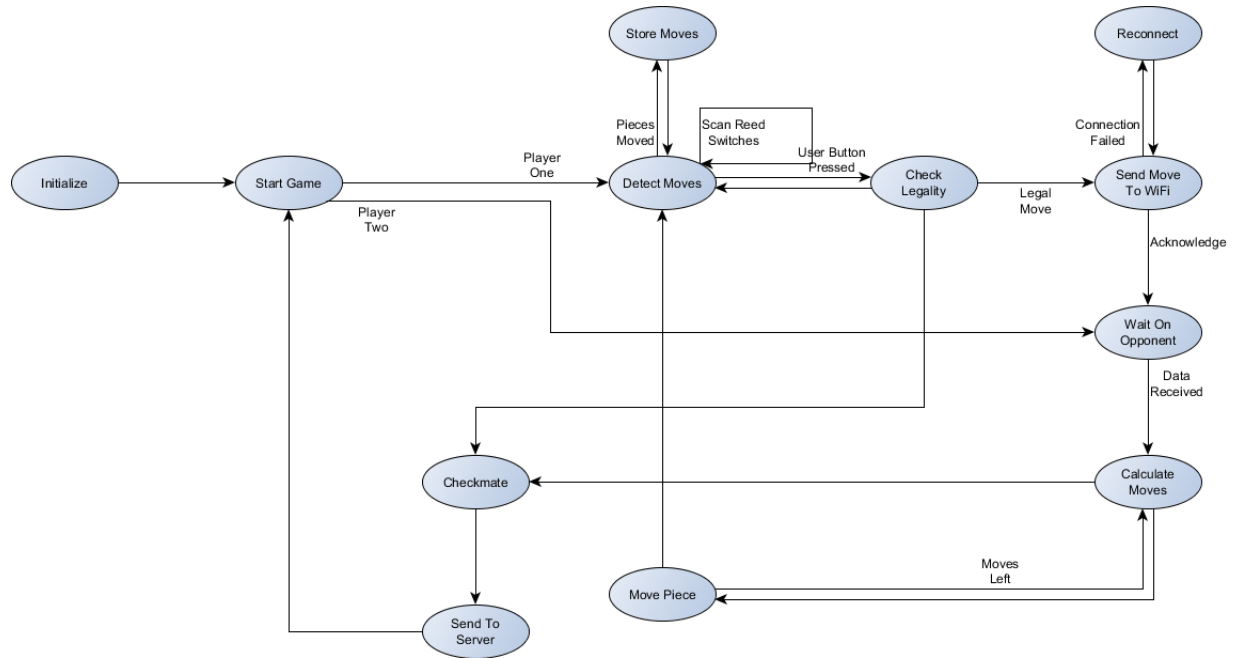 Store Moves
Reconnect
Pieces
Moved
Scan Reed
Switches
Connection
Failed
User Button
Pressed
Player
One
Initialize
Start Game
Detect Moves
Check
Legality
Send Move
To WiFi
Legal
Move
Player
Two
Acknowledge
Wait On
Opponent
Data
Received
Checkmate
Calculate
Moves
Moves
Left
Move Piece
Send To
Server